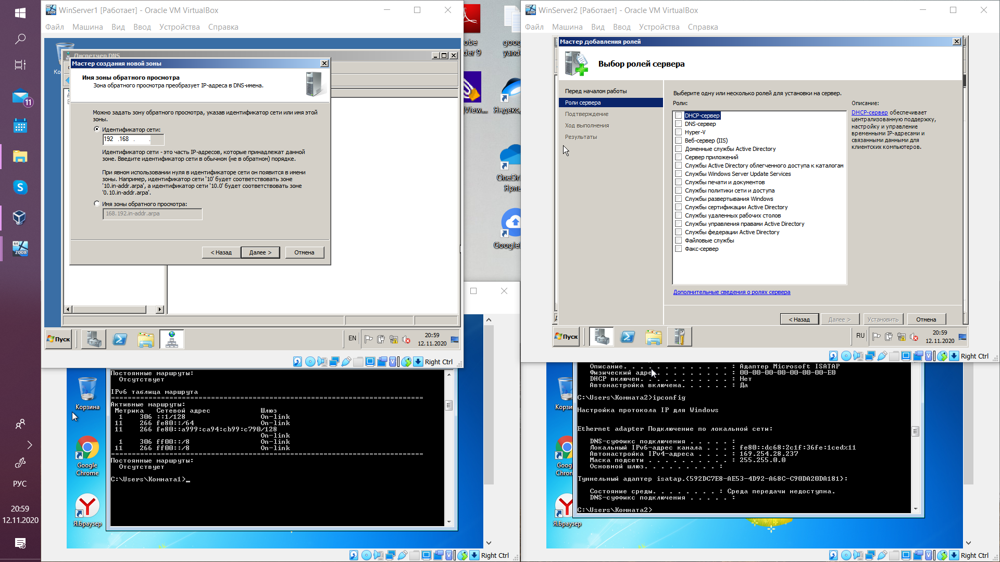 WinServer1 [Работает] - Oracle VM VirtualBox
Файл Машина Вид Ввод Устройства Справка
Диспетчер DNS
Мастер создания новой зоны
Имя зоны обратного просмотра
Зона обратного просмотра преобразует IP-адреса в DNS-имена.
Можно задать зону обратного просмотра, указав идентификатор сети или имя этой
зоны.
Идентификатор сети:
192 .168 . .
Идентификатор сети - это часть IP-адресов, которые принадлежат данной
зоне. Введите идентификатор сети в обычном (не в обратном) порядке.
При явном использовании нуля в идентификаторе сети он появится в имени
зоны. Например, идентификатор сети '10' будет соответствовать зоне
'10.in-addr.arpa', а идентификатор сети '10.0' будет соответствовать зоне
'0.10.in-addr.arpa'.
Имя зоны обратного просмотра:
168.192.in-addr.arpa
< Назад
Далее >
Отмена
Пуск
EN
20:59
12.11.2020
Right Ctrl
obe
der 9
goog
yand
View....
Яндекс.
OneDr
Ярлы
Google
WinServer2 [Работает] - Oracle VM VirtualBox
Файл Машина Вид Ввод Устройства Справка
Мастер добавления ролей
Выбор ролей сервера
Перед началом работы
Роли сервера
Подтверждение
Ход выполнения
Результаты
Выберите одну или несколько ролей для установки на сервер.
Роли:
DHCP-сервер
DNS-сервер
Hyper-V
Веб-сервер (IIS)
Доменные службы Active Directory
Сервер приложений
Службы Active Directory облегченного доступа к каталогам
Службы Windows Server Update Services
Службы печати и документов
Службы политики сети и доступа
Службы развертывания Windows
Службы сертификации Active Directory
Службы удаленных рабочих столов
Службы управления правами Active Directory
Службы федерации Active Directory
Файловые службы
Факс-сервер
Описание:
DHCP-сервер обеспечивает
централизованную поддержку,
настройку и управление
временными IP-адресами и
связанными данными для
клиентских компьютеров.
Дополнительные сведения о ролях сервера
< Назад
Далее >
Установить
Отмена
Пуск
RU
20:59
12.11.2020
Right Ctrl
Корзина
Google
Chrome
Я.Браузер
Постоянные маршруты:
Отсутствует
IPv6 таблица маршрута
===========================================================================
Активные маршруты:
Метрика Сетевой адрес Шлюз
1 306 ::1/128 On-link
11 266 fe80::/64 On-link
11 266 fe80::a999:ca94:cb99:c790/128
On-link
1 306 ff00::/8 On-link
11 266 ff00::/8 On-link
===========================================================================
Постоянные маршруты:
Отсутствует
C:\Users\Комната1>_
Right Ctrl
Корзи
Goog
Chron
Я.Браузер
Описание. . . . . . . . . . . . . : Адаптер Microsoft ISATAP
Физический адре. . . . . . . . . : 00-00-00-00-00-00-00-E0
DHCP включен. . . . . . . . . . . : Нет
Автонастройка включена. . . . . . : Да
C:\Users\Комната2>ipconfig
Настройка протокола IP для Windows
Ethernet adapter Подключение по локальной сети:
DNS-суффикс подключения . . . . . :
Локальный IPv6-адрес канала . . . : fe80::dc68:2c1f:36fe:1ced%11
Автонастройка IPv4-адреса . . . . : 169.254.28.237
Маска подсети . . . . . . . . . . : 255.255.0.0
Основной шлюз. . . . . . . . . :
Туннельный адаптер isatap.{592DC7E8-AE53-4D92-A68C-C90DA20DA181}:
Состояние среды. . . . . . . . : Среда передачи недоступна.
DNS-суффикс подключения . . . . . :
C:\Users\Комната2>
Right Ctrl
11
64
2008
РУС
20:59
12.11.2020